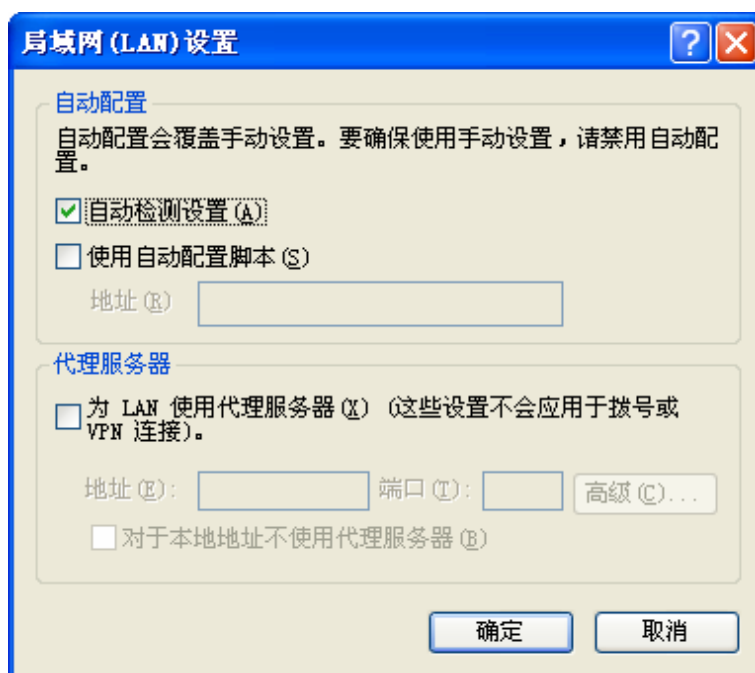 局域网(LAN)设置
自动配置
自动配置会覆盖手动设置。要确保使用手动设置，请禁用自动配
置。
自动检测设置(A)
使用自动配置脚本(S)
地址(R)
代理服务器
为 LAN 使用代理服务器(X) (这些设置不会应用于拨号或
VPN 连接)。
地址(E): 端口(T): 高级(C)...
对于本地地址不使用代理服务器(B)
确定 取消